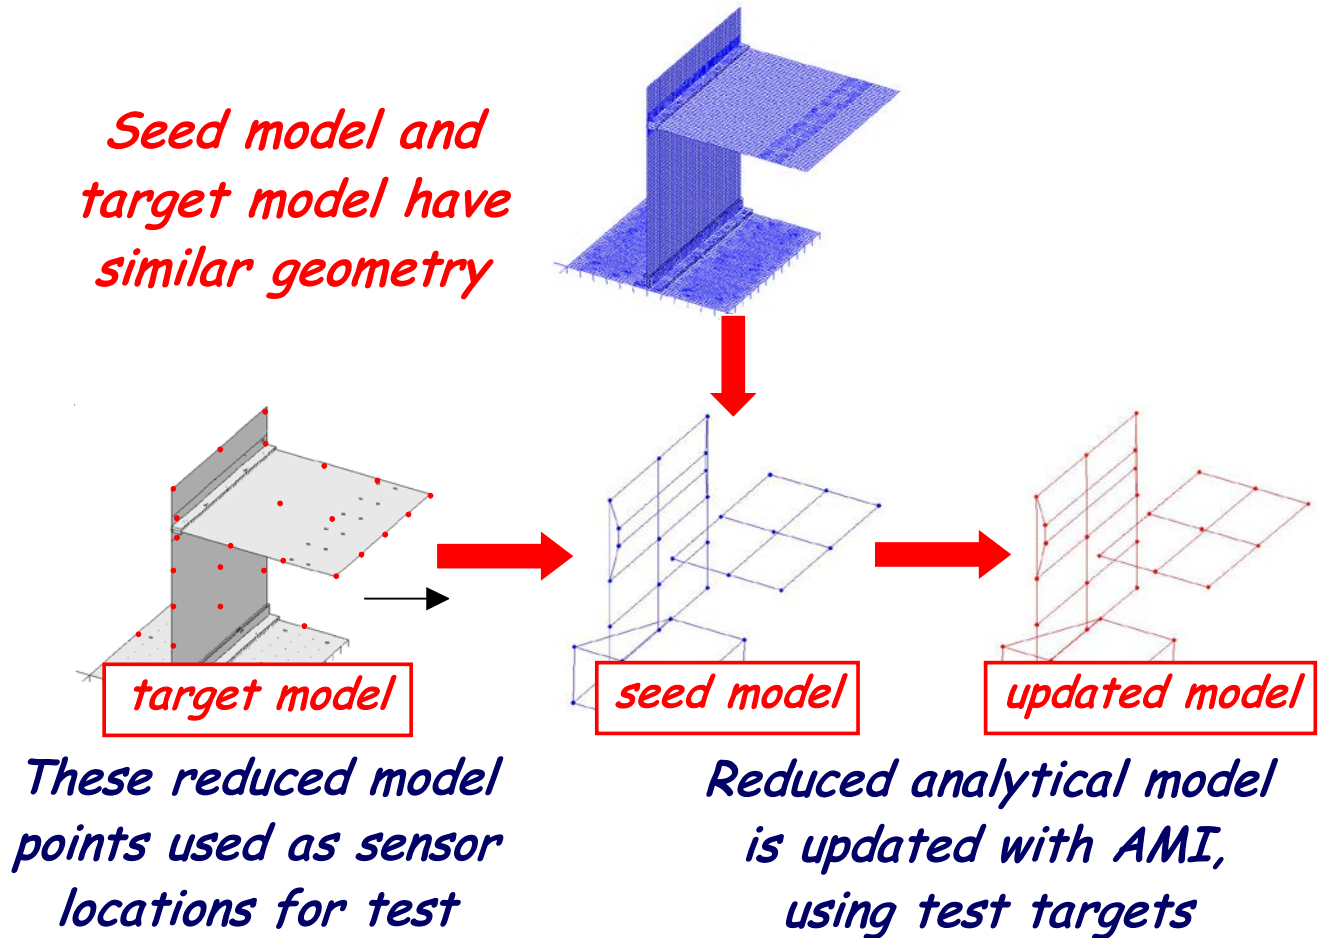 Seed model and
target model have
similar geometry
target model
seed model
updated model
These reduced model
points used as sensor
locations for test
Reduced analytical model
is updated with AMI,
using test targets